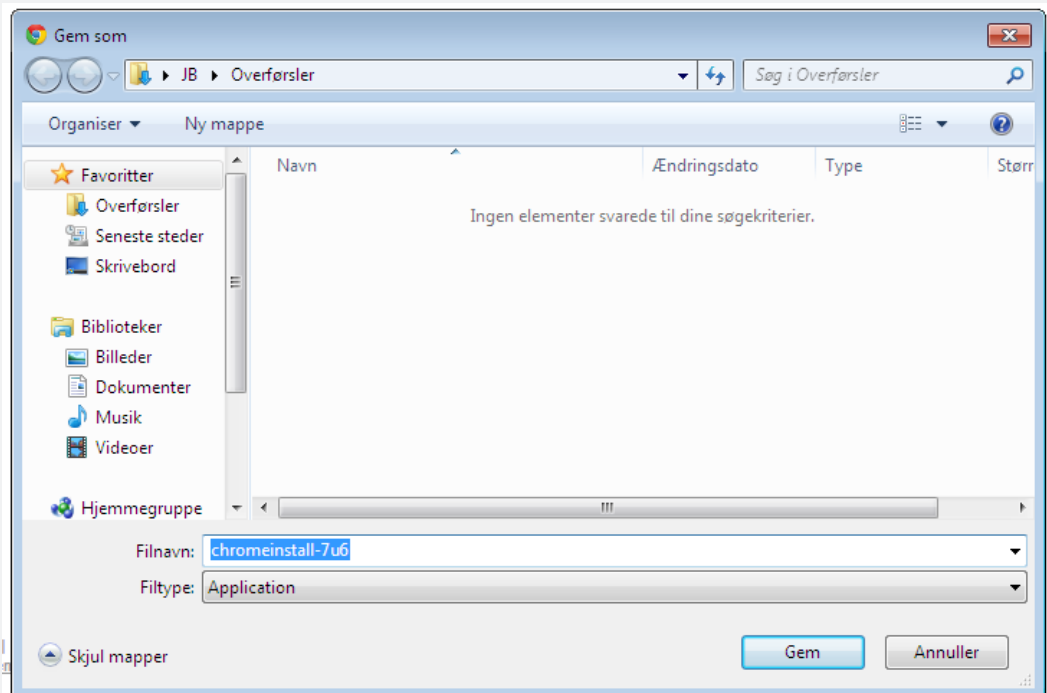 Gem som
JB Overførsler
Søg i Overførsler
Organiser Ny mappe
Navn Ændringsdato Type Størr
Ingen elementer svarede til dine søgekriterier.
Favoritter
Overførsler
Seneste steder
Skrivebord
Biblioteker
Billeder
Dokumenter
Musik
Videoer
Hjemmegruppe
Filnavn: chromeinstall-7u6
Filtype: Application
Skjul mapper
Gem
Annuller